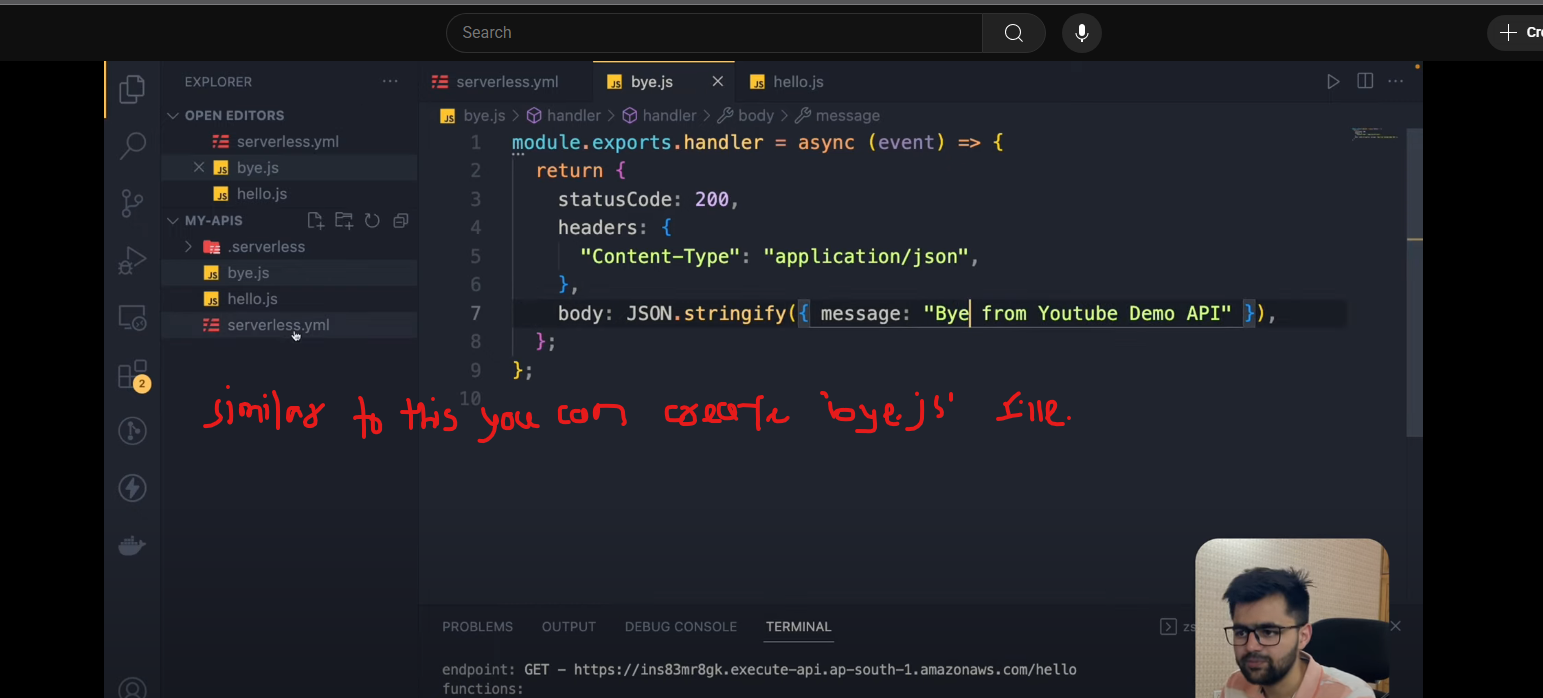 Search
Cre
EXPLORER
serverless.yml
bye.js
hello.js
OPEN EDITORS
bye.js > handler > handler > body > message
serverless.yml
1 module.exports.handler = async (event) => {
bye.js
2 return {
hello.js
3 statusCode: 200,
MY-APIS
4 headers: {
.serverless
5 "Content-Type": "application/json",
bye.js
6 },
hello.js
7 body: JSON.stringify({ message: "Bye from Youtube Demo API" }),
serverless.yml
8 };
9 };
2
10
similar to this you can create 'bye.js' file.
PROBLEMS OUTPUT DEBUG CONSOLE TERMINAL
zs
endpoint: GET - https://ins83mr8gk.execute-api.ap-south-1.amazonaws.com/hello
functions: